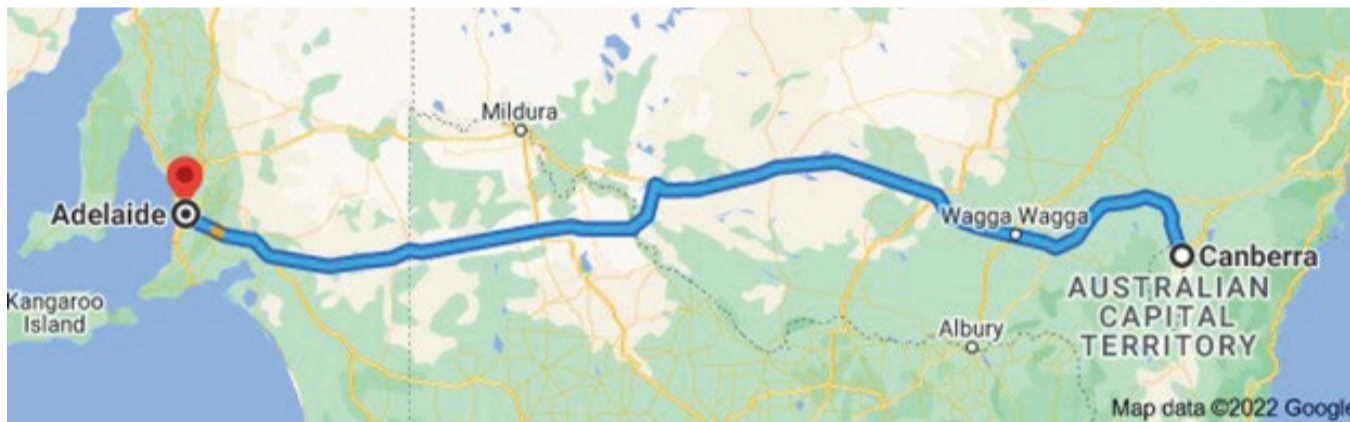 Mildura
Adelaide
Wagga Wagga
Canberra
Kangaroo
Island
AUSTRALIAN
CAPITAL
TERRITORY
Albury
Map data ©2022 Google